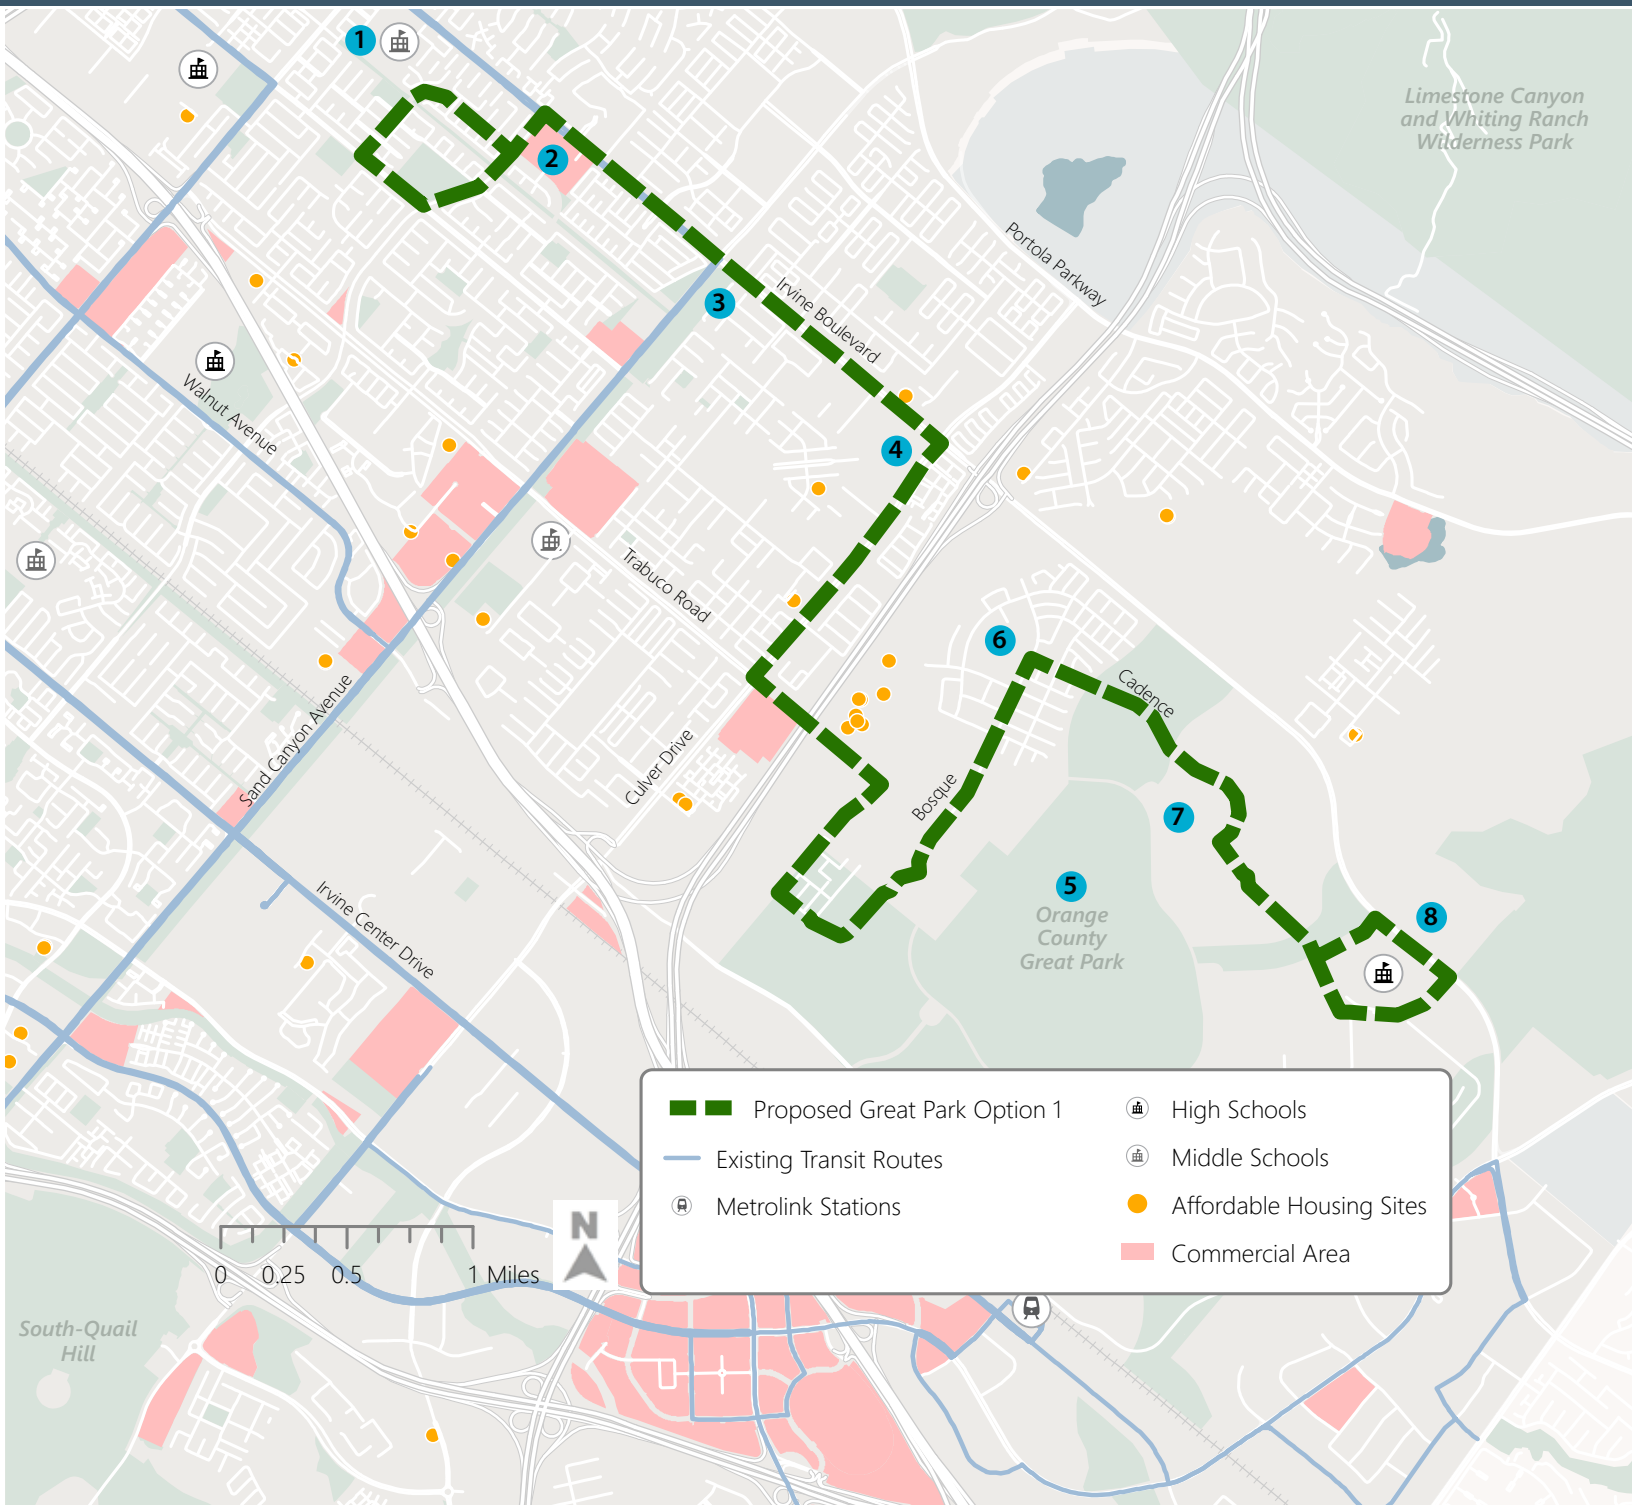 1
Limestone Canyon
and Whiting Ranch
Wilderness Park
2
Portola Parkway
3
Irvine Boulevard
Walnut Avenue
4
Trabuco Road
6
Cadence
Sand Canyon Avenue
Culver Drive
Bosque
7
5
Orange
County
Great Park
8
Irvine Center Drive
Proposed Great Park Option 1
Existing Transit Routes
Metrolink Stations
High Schools
Middle Schools
Affordable Housing Sites
Commercial Area
N
0 0.25 0.5 1 Miles
South-Quail
Hill